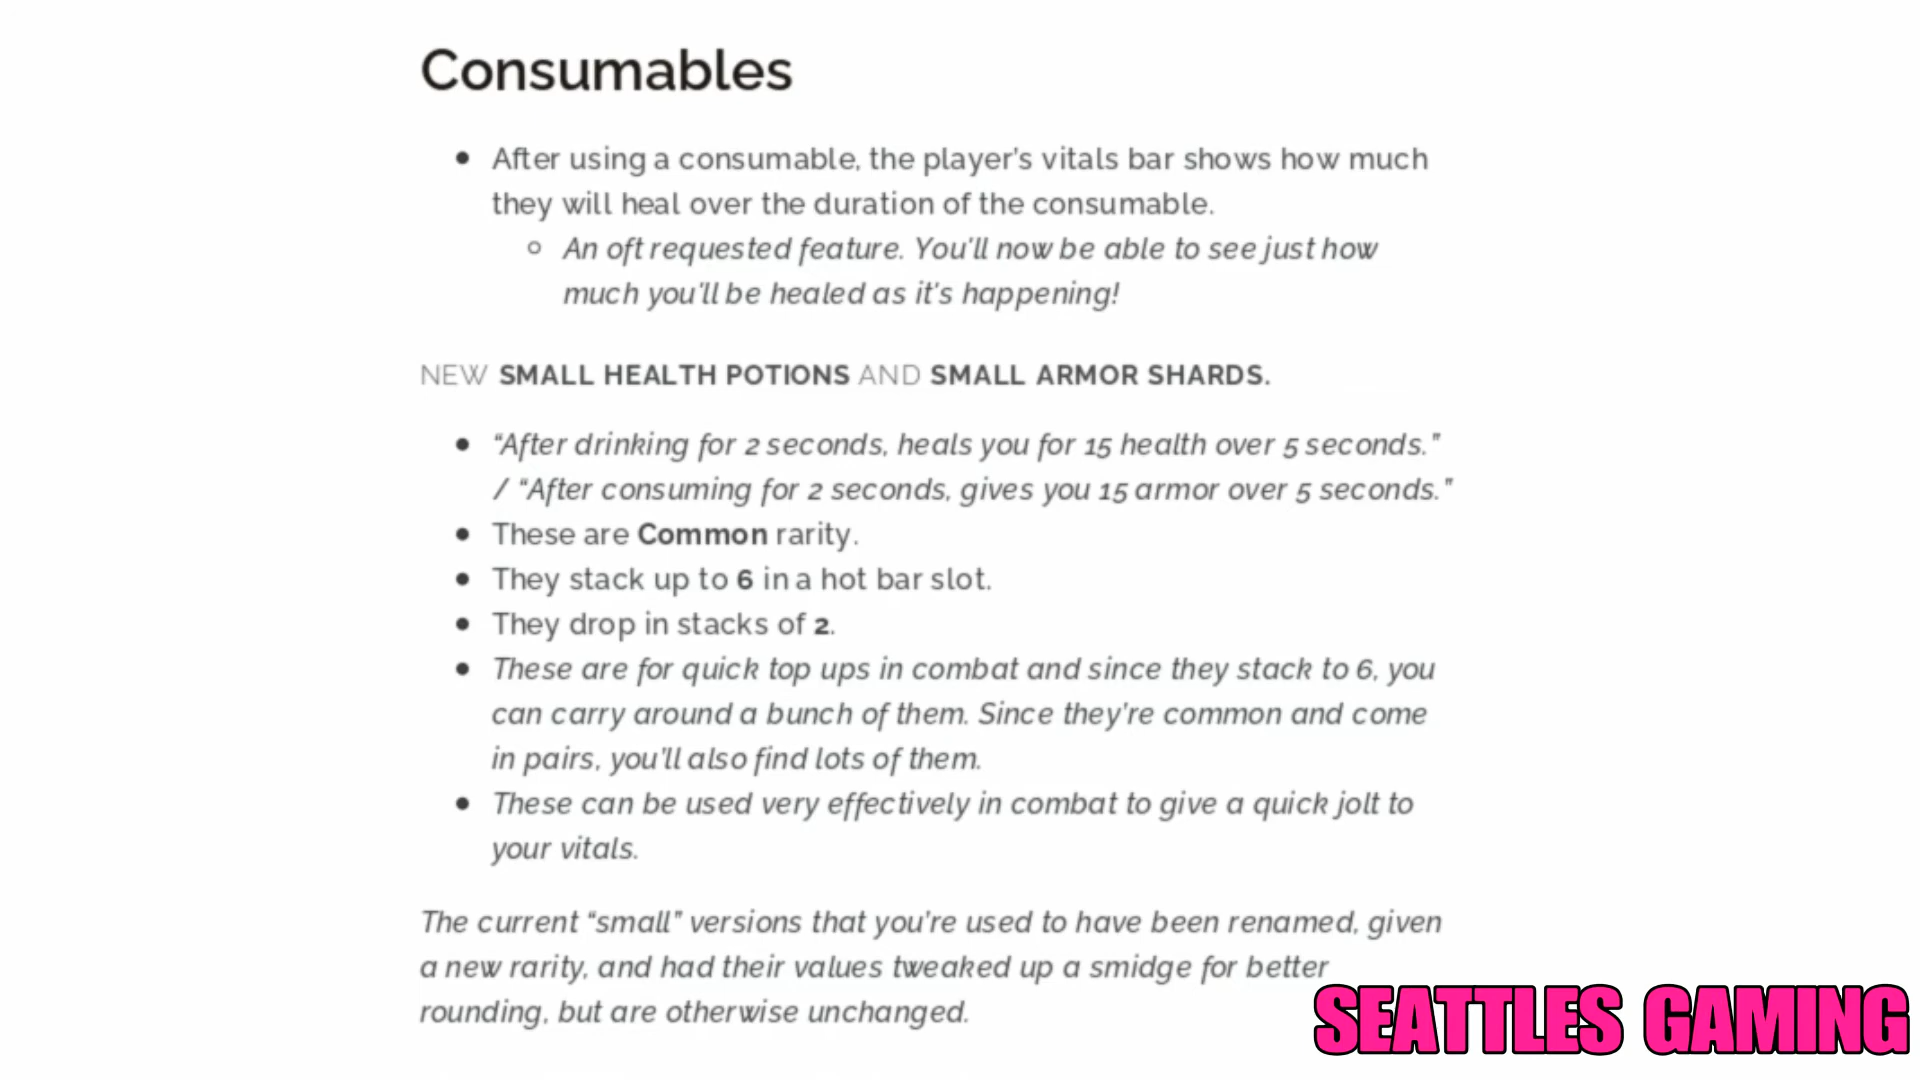 Consumables
After using a consumable, the player's vitals bar shows how much
they will heal over the duration of the consumable.
An oft requested feature. You'll now be able to see just how
much you'll be healed as it's happening!
NEW SMALL HEALTH POTIONS AND SMALL ARMOR SHARDS.
“After drinking for 2 seconds, heals you for 15 health over 5 seconds.”
/ “After consuming for 2 seconds, gives you 15 armor over 5 seconds.”
These are Common rarity.
They stack up to 6 in a hot bar slot.
They drop in stacks of 2.
These are for quick top ups in combat and since they stack to 6, you
can carry around a bunch of them. Since they're common and come
in pairs, you'll also find lots of them.
These can be used very effectively in combat to give a quick jolt to
your vitals.
The current “small” versions that you're used to have been renamed, given
a new rarity, and had their values tweaked up a smidge for better
rounding, but are otherwise unchanged.
SEATTLES GAMING